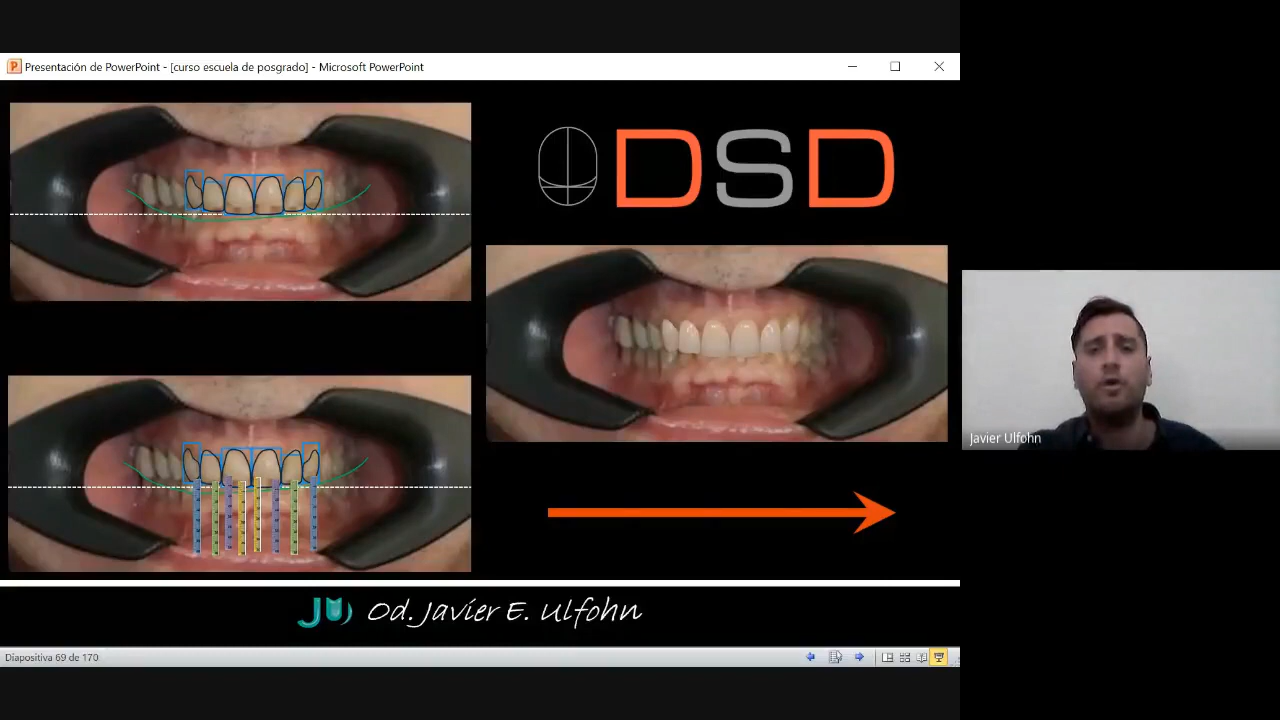 Presentación de PowerPoint - [curso escuela de posgrado] - Microsoft PowerPoint
DSD
Javier Ulfohn
JU
Od. Javier E. Ulfohn
Diapositiva 69 de 170